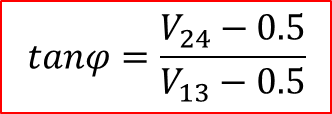 tanφ = (V₂₄ − 0.5) / (V₁₃ − 0.5)